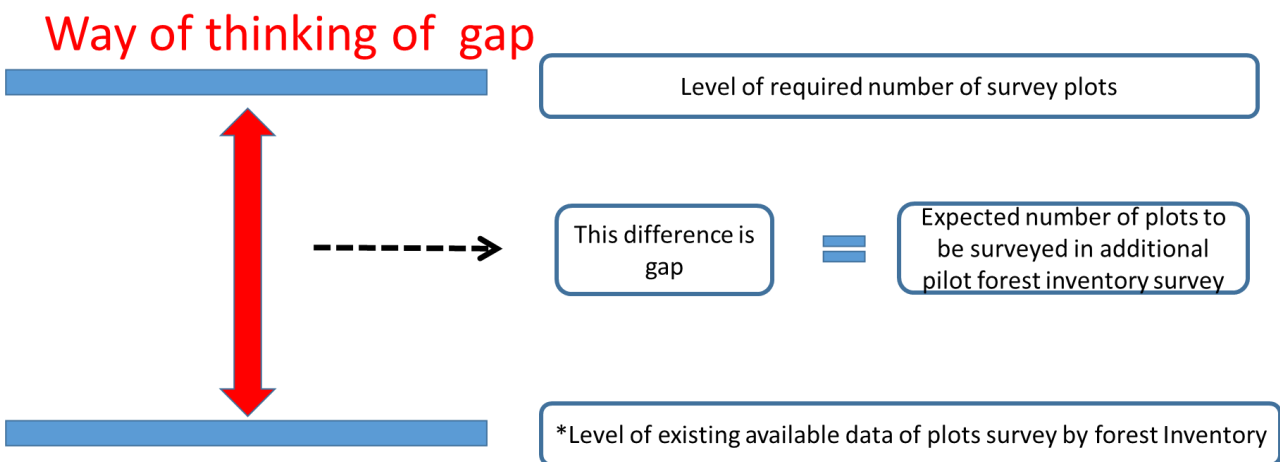 Way of thinking of gap
Level of required number of survey plots
This difference is
gap
Expected number of plots to
be surveyed in additional
pilot forest inventory survey
*Level of existing available data of plots survey by forest Inventory